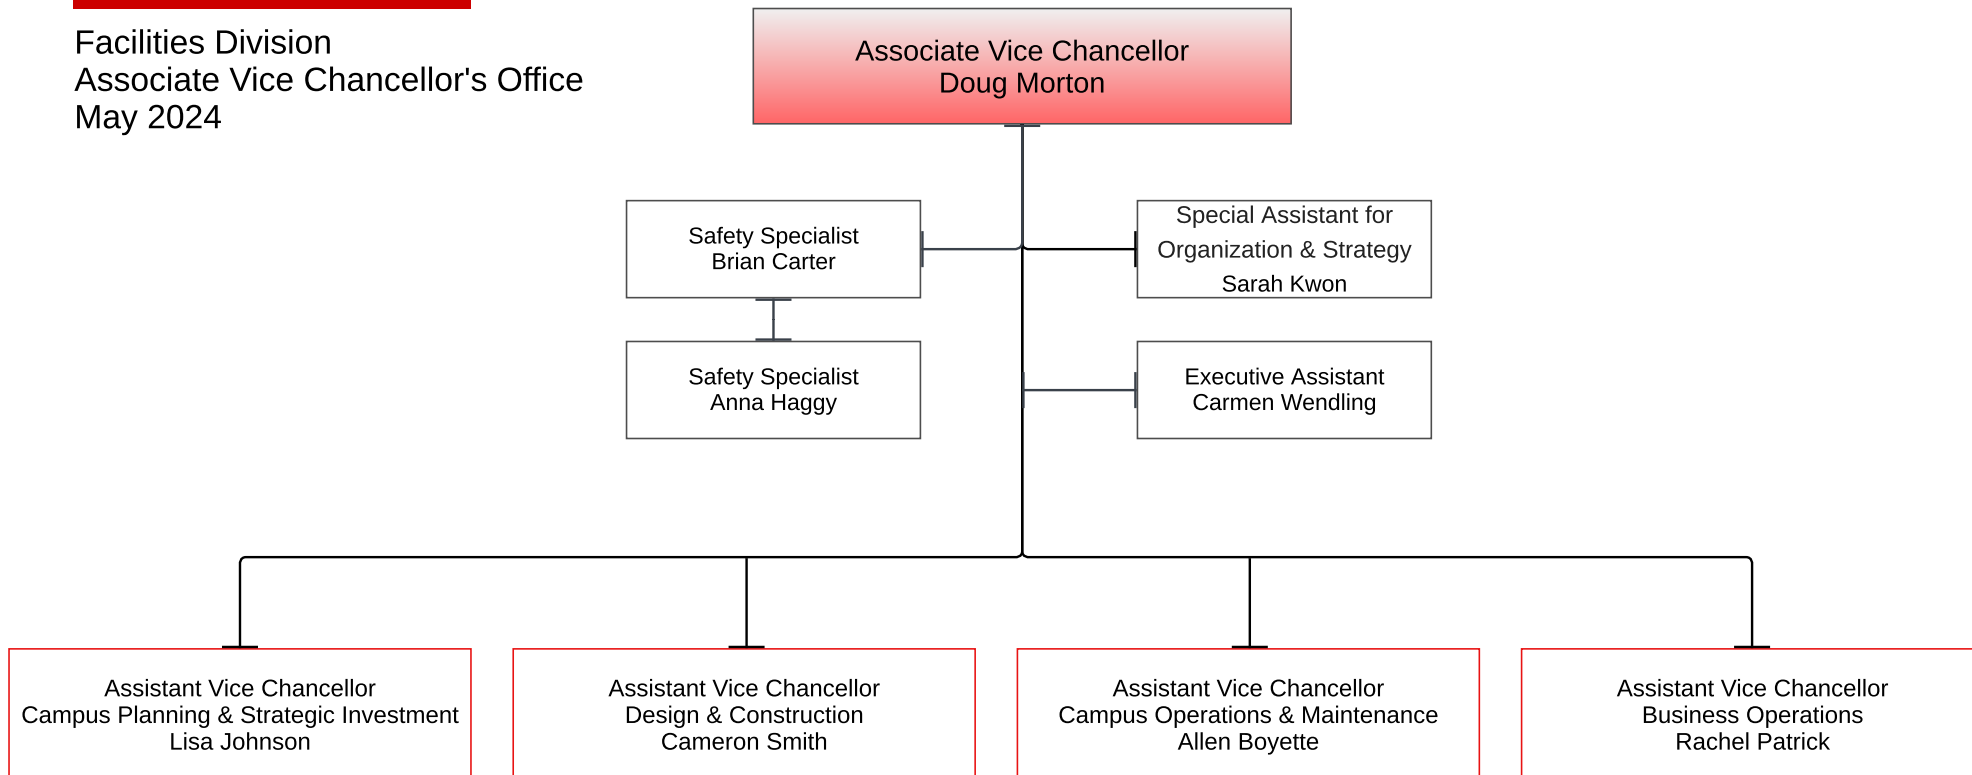 Facilities Division
Associate Vice Chancellor's Office
May 2024
Associate Vice Chancellor
Doug Morton
Safety Specialist
Brian Carter
Special Assistant for
Organization & Strategy
Sarah Kwon
Safety Specialist
Anna Haggy
Executive Assistant
Carmen Wendling
Assistant Vice Chancellor
Campus Planning & Strategic Investment
Lisa Johnson
Assistant Vice Chancellor
Design & Construction
Cameron Smith
Assistant Vice Chancellor
Campus Operations & Maintenance
Allen Boyette
Assistant Vice Chancellor
Business Operations
Rachel Patrick